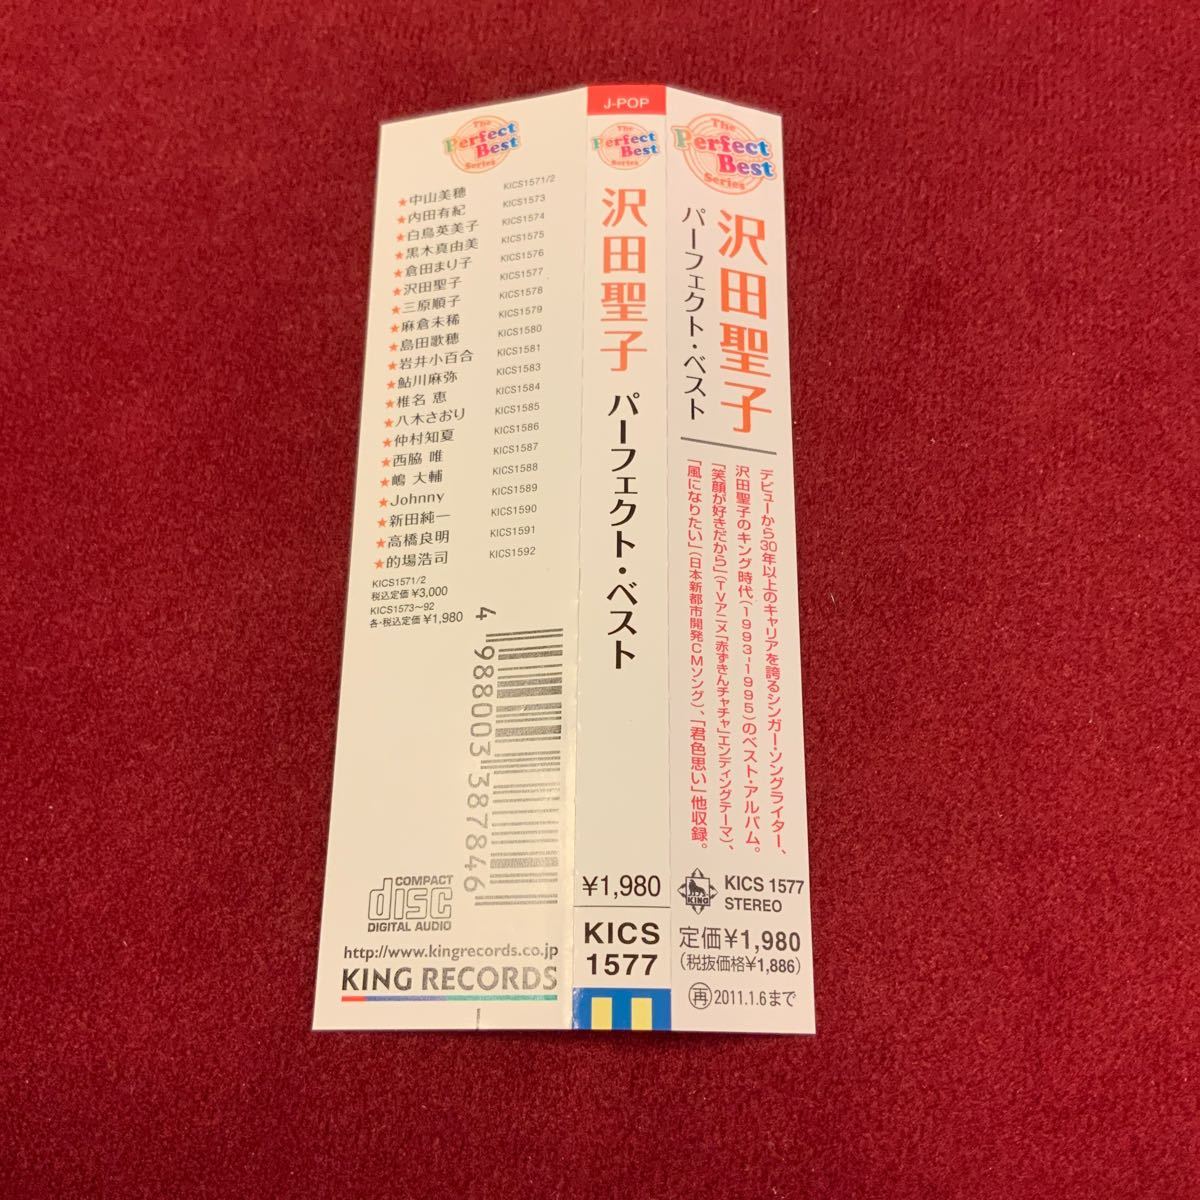 The
Perfect
Best
Series
★中山美穂 KICS1571/2
★内田有紀 KICS1573
★白鳥英美子 KICS1574
★黒木真由美 KICS1575
★倉田まり子 KICS1576
★沢田聖子 KICS1577
★三原順子 KICS1578
★麻倉未稀 KICS1579
★島田歌穂 KICS1580
★岩井小百合 KICS1581
★鮎川麻弥 KICS1583
★椎名 恵 KICS1584
★八木さおり KICS1585
★仲村知夏 KICS1586
★西脇 唯 KICS1587
★嶋 大輔 KICS1588
★Johnny KICS1589
★新田純一 KICS1590
★高橋良明 KICS1591
★的場浩司 KICS1592
KICS1571/2
税込定価 ¥3,000
KICS1573〜92
各・税込定価 ¥1,980
4 988003 387846
COMPACT
disc
DIGITAL AUDIO
http://www.kingrecords.co.jp
KING RECORDS
J-POP
The
Perfect
Best
Series
沢田聖子 パーフェクト・ベスト
¥1,980
KICS
1577
The
Perfect
Best
Series
沢田聖子
パーフェクト・ベスト
デビューから30年以上のキャリアを誇るシンガー・ソングライター、
沢田聖子のキング時代(1993-1995)のベスト・アルバム。
「笑顔が好きだから」(TVアニメ「赤ずきんチャチャ」エンディングテーマ)、
「風になりたい」(日本新都市開発CMソング)、「君色思い」他収録。
KING
KICS 1577
STEREO
定価¥1,980
(税抜価格¥1,886)
再 2011.1.6まで